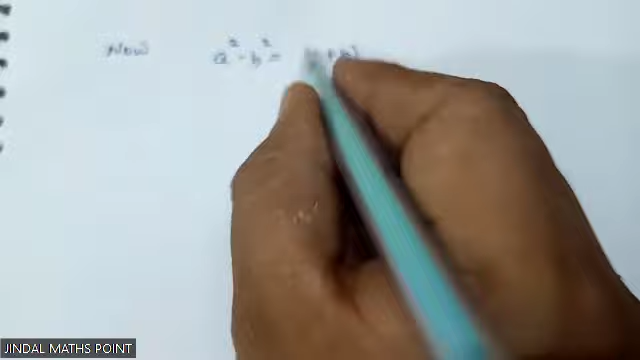 Now a² - b² =
JINDAL MATHS POINT